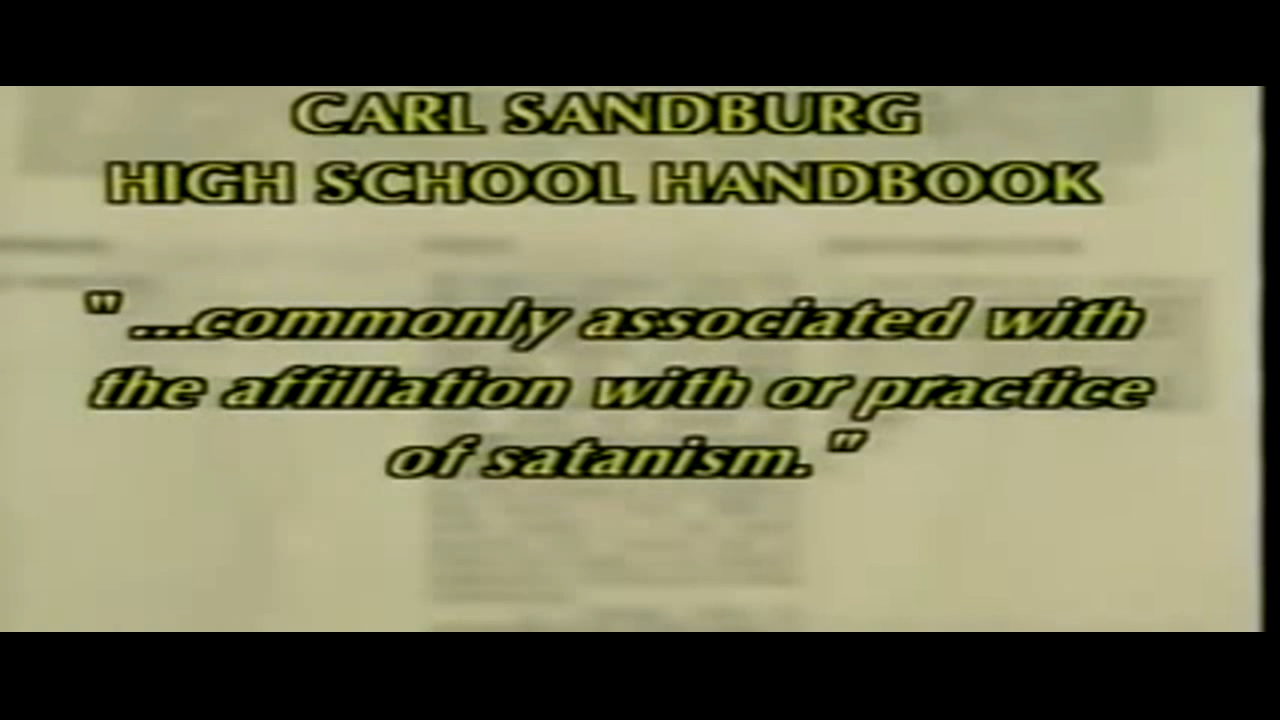 CARL SANDBURG
HIGH SCHOOL HANDBOOK
"...commonly associated with
the affiliation with or practice
of satanism."